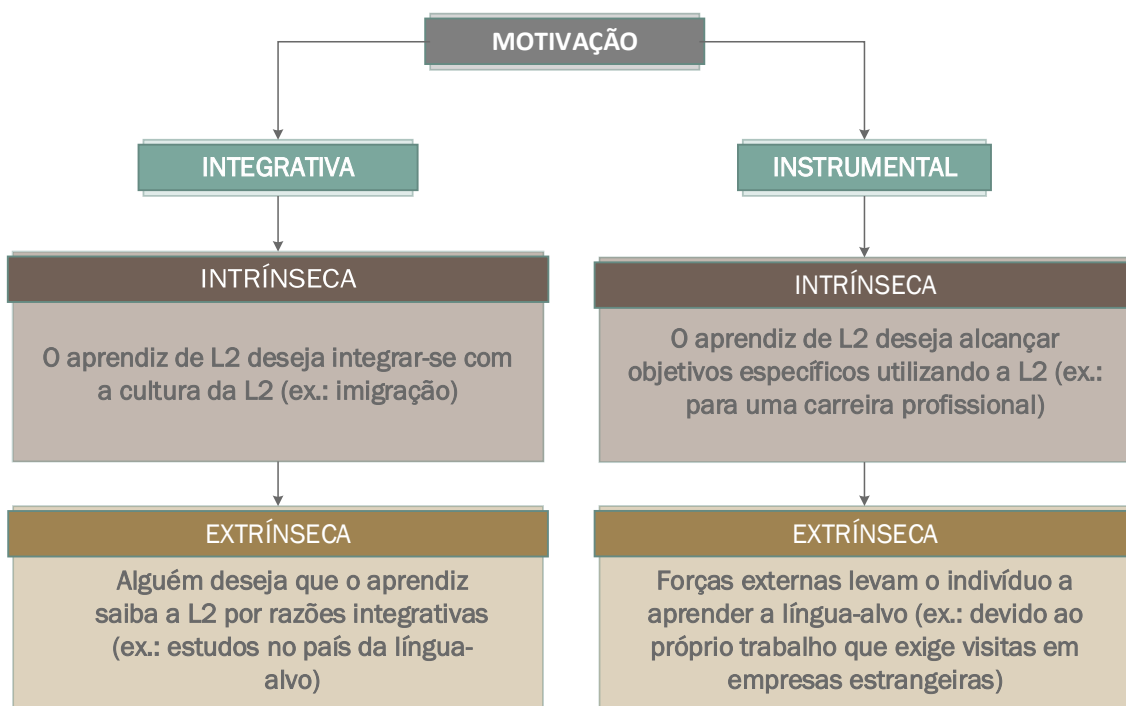 MOTIVAÇÃO
INTEGRATIVA
INTRÍNSECA
O aprendiz de L2 deseja integrar-se com
a cultura da L2 (ex.: imigração)
EXTRÍNSECA
Alguém deseja que o aprendiz
saiba a L2 por razões integrativas
(ex.: estudos no país da língua-
alvo)
INSTRUMENTAL
INTRÍNSECA
O aprendiz de L2 deseja alcançar
objetivos específicos utilizando a L2 (ex.:
para uma carreira profissional)
EXTRÍNSECA
Forças externas levam o indivíduo a
aprender a língua-alvo (ex.: devido ao
próprio trabalho que exige visitas em
empresas estrangeiras)